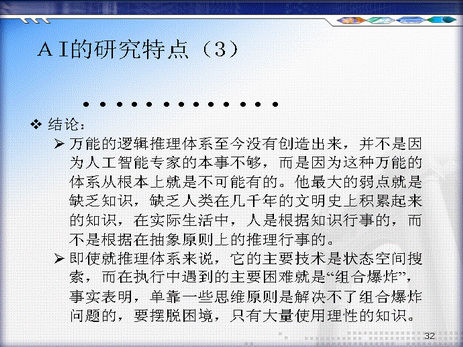 ＡI的研究特点（3）
•••••••••••••
❖ 结论：
➢ 万能的逻辑推理体系至今没有创造出来，并不是因
为人工智能专家的本事不够，而是因为这种万能的
体系从根本上就是不可能有的。他最大的弱点就是
缺乏知识，缺乏人类在几千年的文明史上积累起来
的知识，在实际生活中，人是根据知识行事的，而
不是根据在抽象原则上的推理行事的。
➢ 即使就推理体系来说，它的主要技术是状态空间搜
索，而在执行中遇到的主要困难就是“组合爆炸”，
事实表明，单靠一些思维原则是解决不了组合爆炸
问题的，要摆脱困境，只有大量使用理性的知识。
32